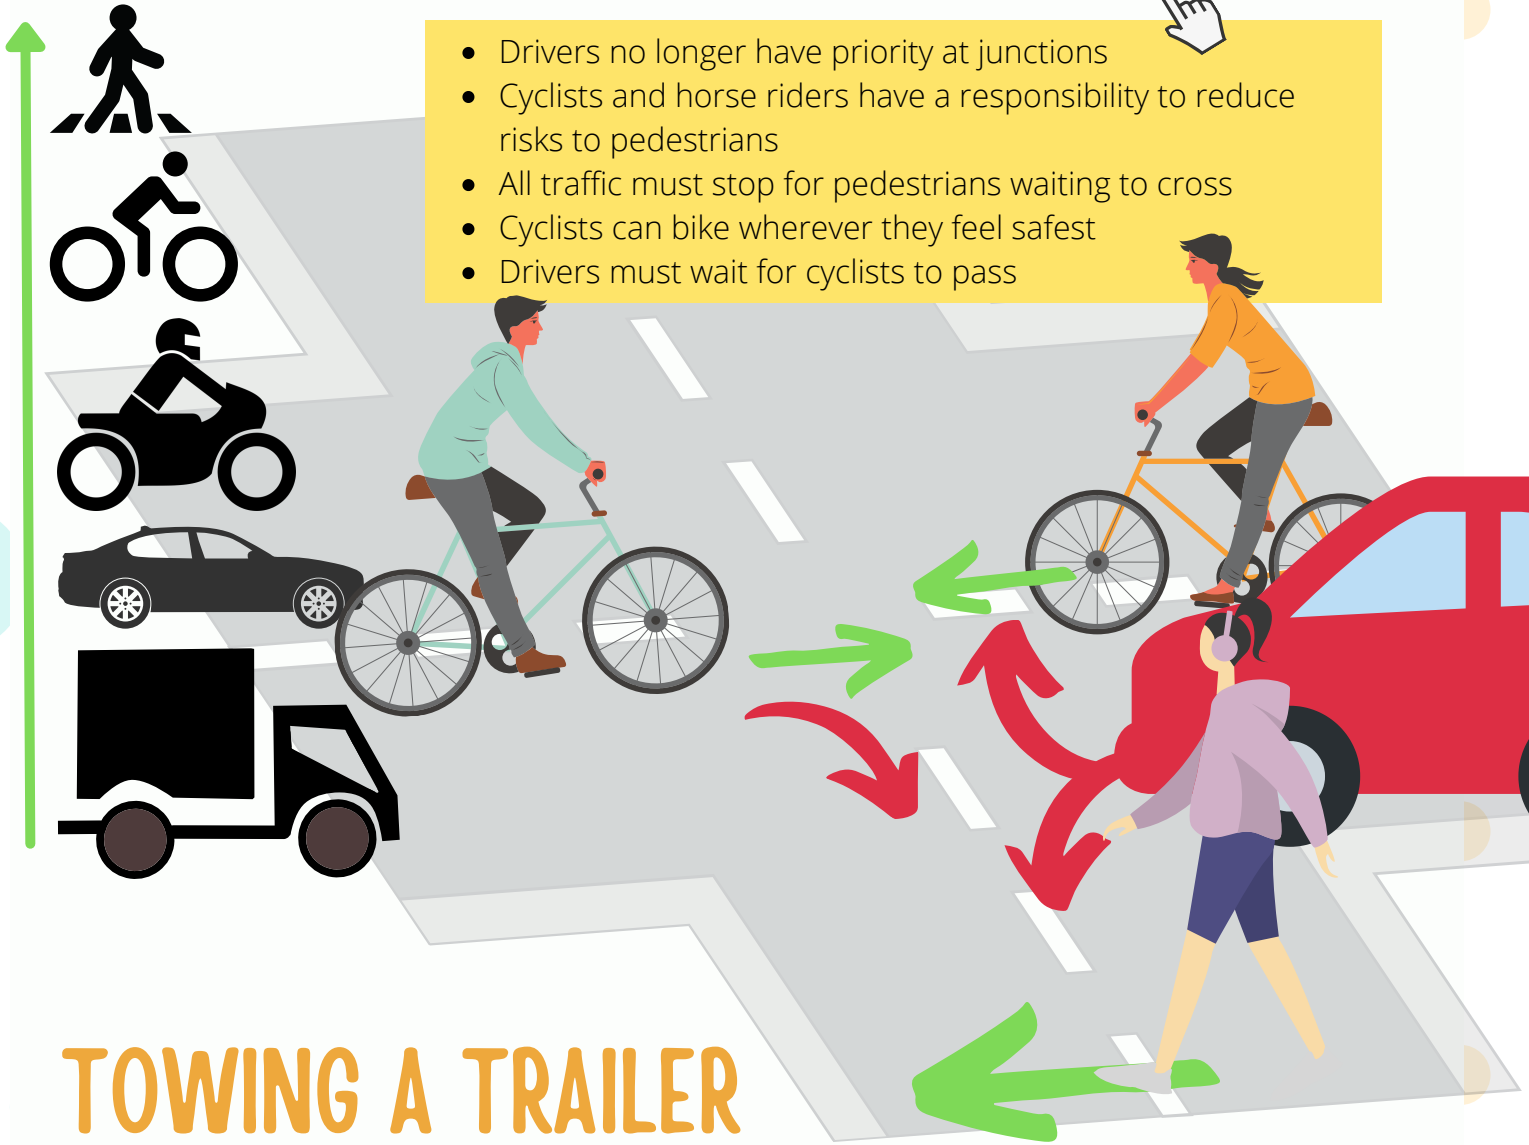 • Drivers no longer have priority at junctions
• Cyclists and horse riders have a responsibility to reduce
risks to pedestrians
• All traffic must stop for pedestrians waiting to cross
• Cyclists can bike wherever they feel safest
• Drivers must wait for cyclists to pass
TOWING A TRAILER